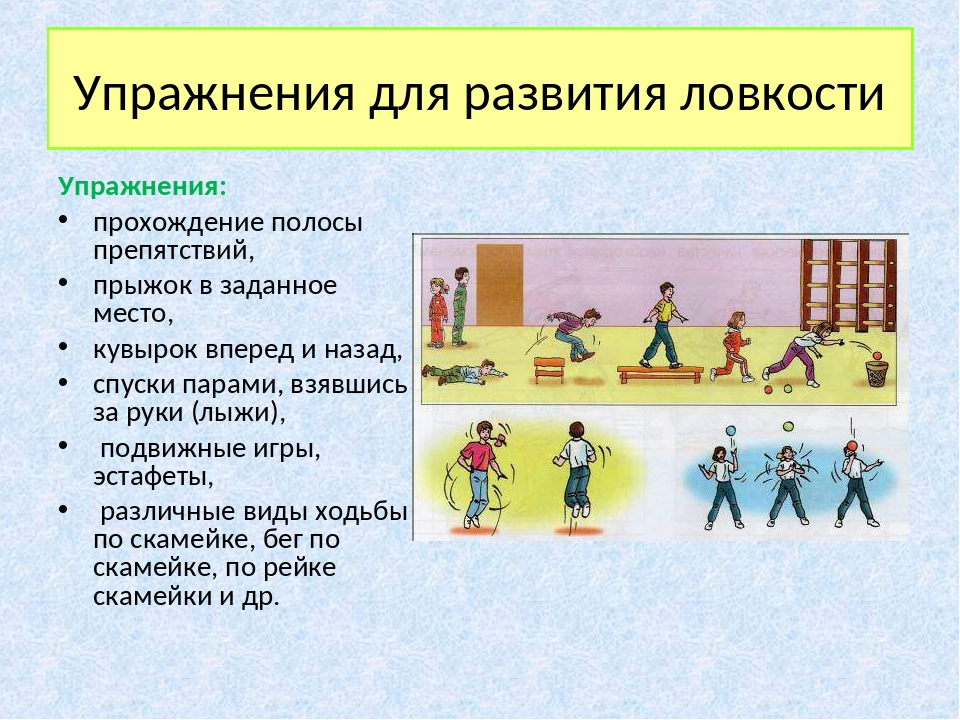 Упражнения для развития ловкости
Упражнения:
• прохождение полосы
препятствий,
• прыжок в заданное
место,
• кувырок вперед и назад,
• спуски парами, взявшись
за руки (лыжи),
• подвижные игры,
эстафеты,
• различные виды ходьбы
по скамейке, бег по
скамейке, по рейке
скамейки и др.